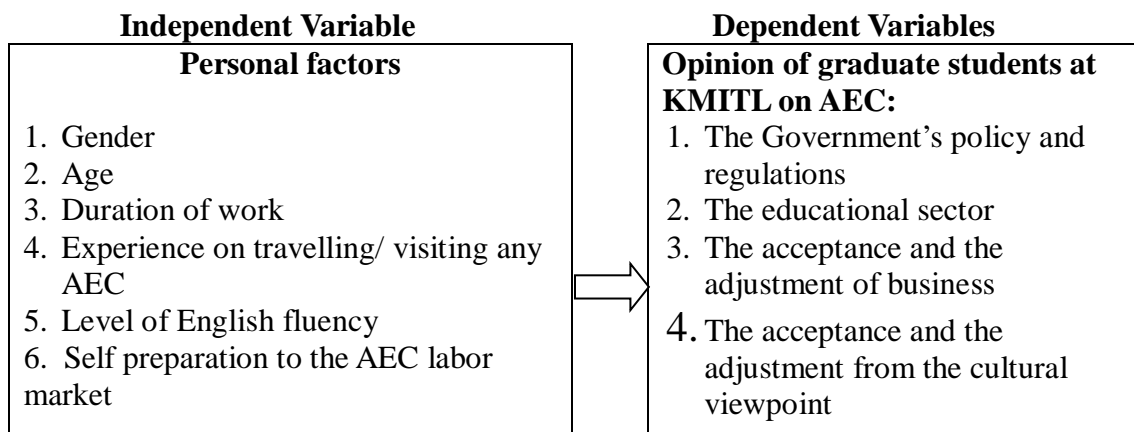 Independent Variable
Personal factors
1. Gender
2. Age
3. Duration of work
4. Experience on travelling/ visiting any
AEC
5. Level of English fluency
6. Self preparation to the AEC labor
market
Dependent Variables
Opinion of graduate students at
KMITL on AEC:
1. The Government’s policy and
regulations
2. The educational sector
3. The acceptance and the
adjustment of business
4. The acceptance and the
adjustment from the cultural
viewpoint